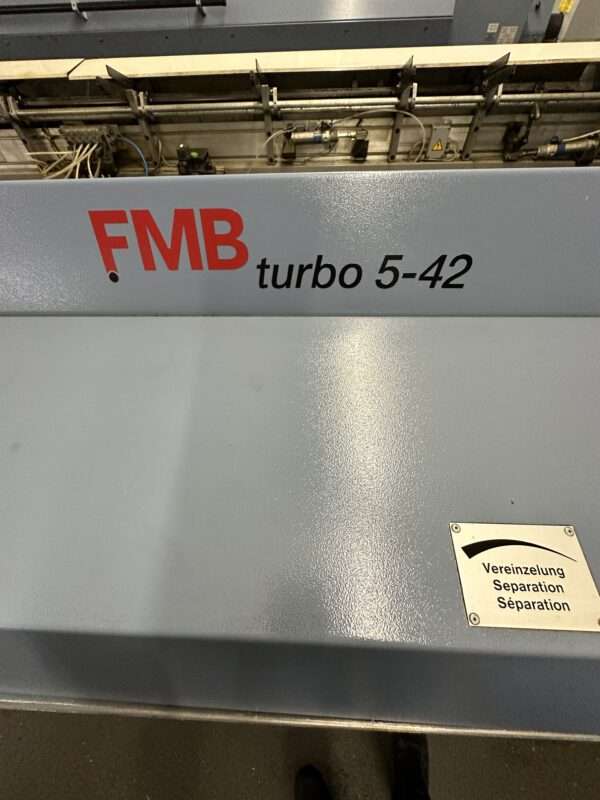 FMB turbo 5-42
Vereinzelung
Separation
Séparation